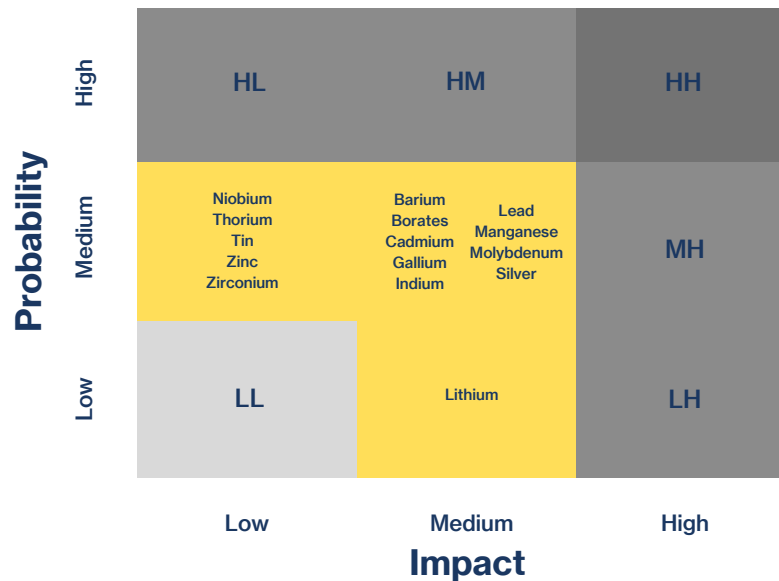 Probability
High
HL
HM
HH
Medium
Niobium
Thorium
Tin
Zinc
Zirconium
Barium
Borates
Cadmium
Gallium
Indium
Lead
Manganese
Molybdenum
Silver
MH
Low
LL
Lithium
LH
Low
Medium
High
Impact